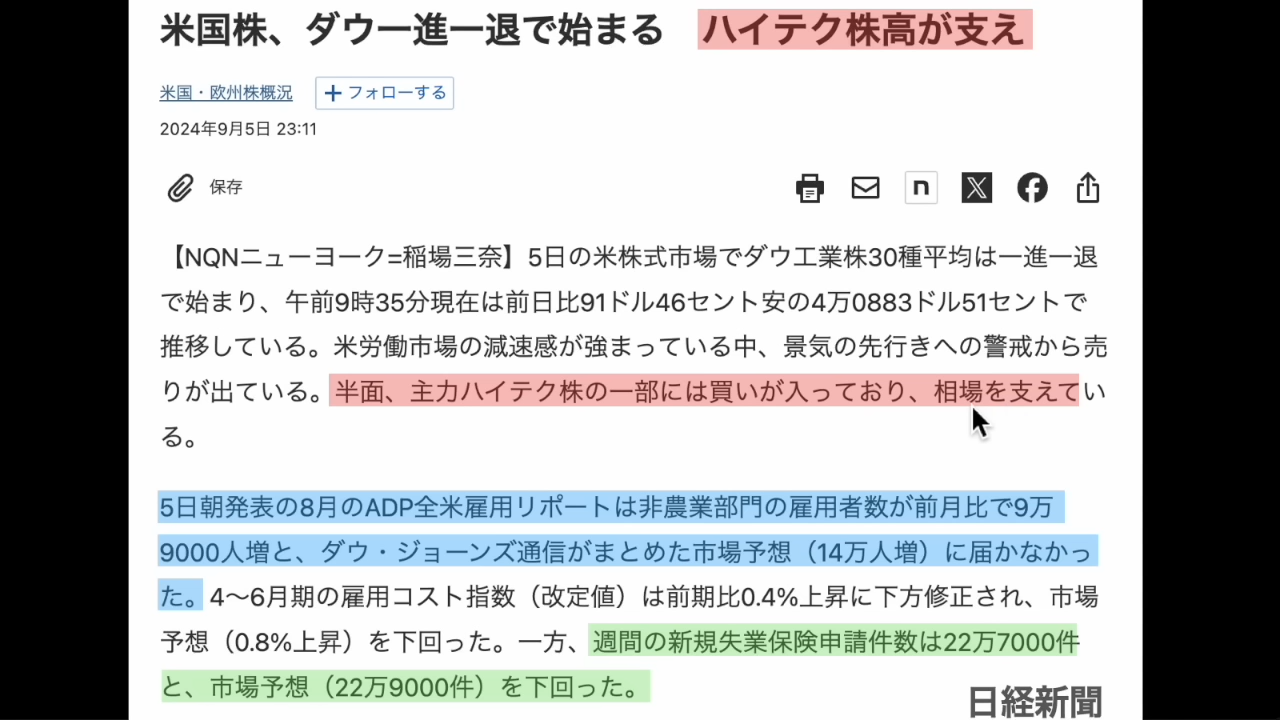 米国株、ダウ一進一退で始まる　ハイテク株高が支え
米国・欧州株概況　＋ フォローする
2024年9月5日 23:11
保存
【NQNニューヨーク=稲場三奈】5日の米株式市場でダウ工業株30種平均は一進一退
で始まり、午前9時35分現在は前日比91ドル46セント安の4万0883ドル51セントで
推移している。米労働市場の減速感が強まっている中、景気の先行きへの警戒から売
りが出ている。半面、主力ハイテク株の一部には買いが入っており、相場を支えてい
る。
5日朝発表の8月のADP全米雇用リポートは非農業部門の雇用者数が前月比で9万
9000人増と、ダウ・ジョーンズ通信がまとめた市場予想（14万人増）に届かなかっ
た。4〜6月期の雇用コスト指数（改定値）は前期比0.4%上昇に下方修正され、市場
予想（0.8%上昇）を下回った。一方、週間の新規失業保険申請件数は22万7000件
と、市場予想（22万9000件）を下回った。
日経新聞